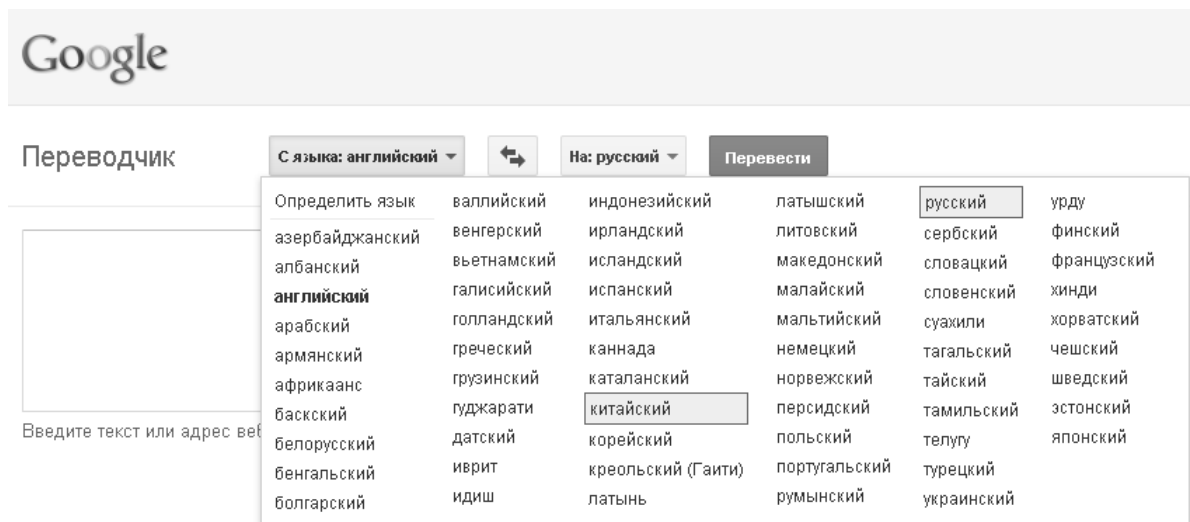 Google
Переводчик
С языка: английский
На: русский
Перевести
Определить язык
азербайджанский
албанский
английский
арабский
армянский
африкаанс
баскский
белорусский
бенгальский
болгарский
валлийский
венгерский
вьетнамский
галисийский
голландский
греческий
грузинский
гуджарати
датский
иврит
идиш
индонезийский
ирландский
исландский
испанский
итальянский
каннада
каталанский
китайский
корейский
креольский (Гаити)
латынь
латышский
литовский
македонский
малайский
мальтийский
немецкий
норвежский
персидский
польский
португальский
румынский
русский
сербский
словацкий
словенский
суахили
тагальский
тайский
тамильский
телугу
турецкий
украинский
урду
финский
французский
хинди
хорватский
чешский
шведский
эстонский
японский
Введите текст или адрес веб